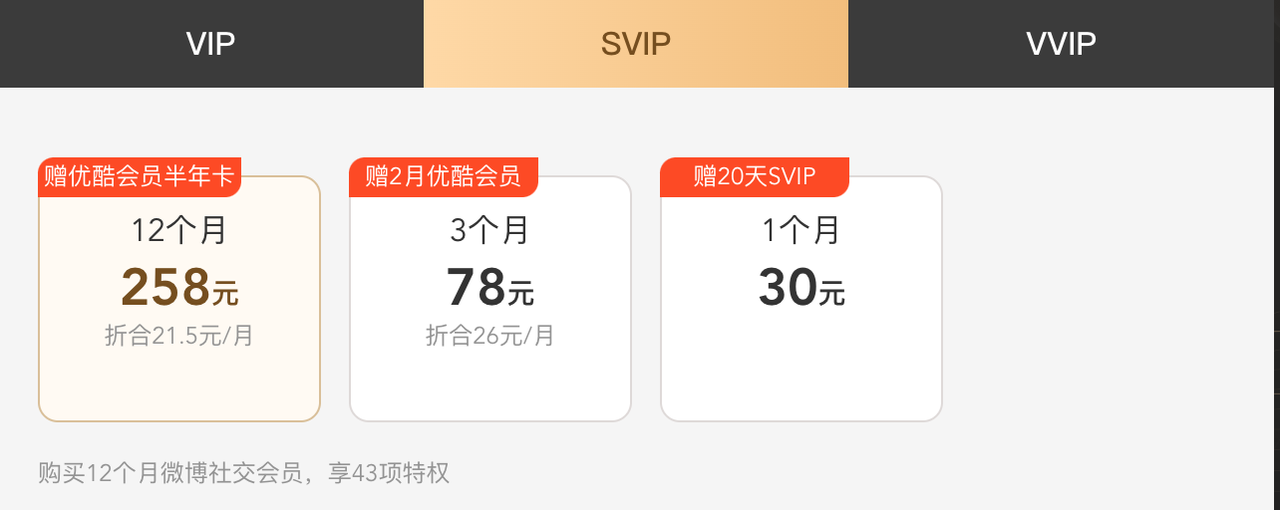 VIP
SVIP
VVIP
赠优酷会员半年卡
12个月
258元
折合21.5元/月
赠2月优酷会员
3个月
78元
折合26元/月
赠20天SVIP
1个月
30元
购买12个月微博社交会员，享43项特权